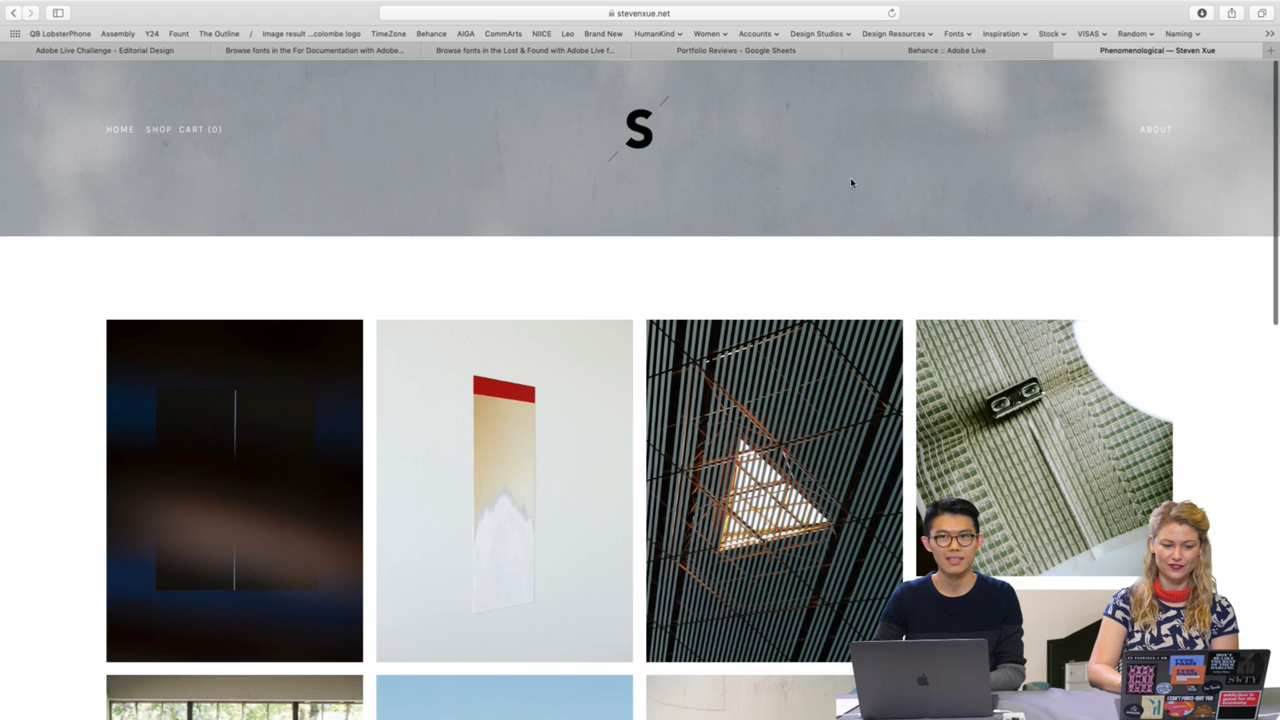 stevenxue.net
QB LobsterPhone Assembly Y24 Fount The Outline / Image result ...colombe logo TimeZone Behance AIGA CommArts NIICE Leo Brand New HumanKind Women Accounts Design Studios Design Resources Fonts Inspiration Stock VISAS Random Naming
Adobe Live Challenge - Editorial Design Browse fonts in the For Documentation with Adobe... Browse fonts in the Lost & Found with Adobe Live f... Portfolio Reviews - Google Sheets Behance :: Adobe Live Phenomenological — Steven Xue
HOME SHOP CART (0) S ABOUT
SWTY